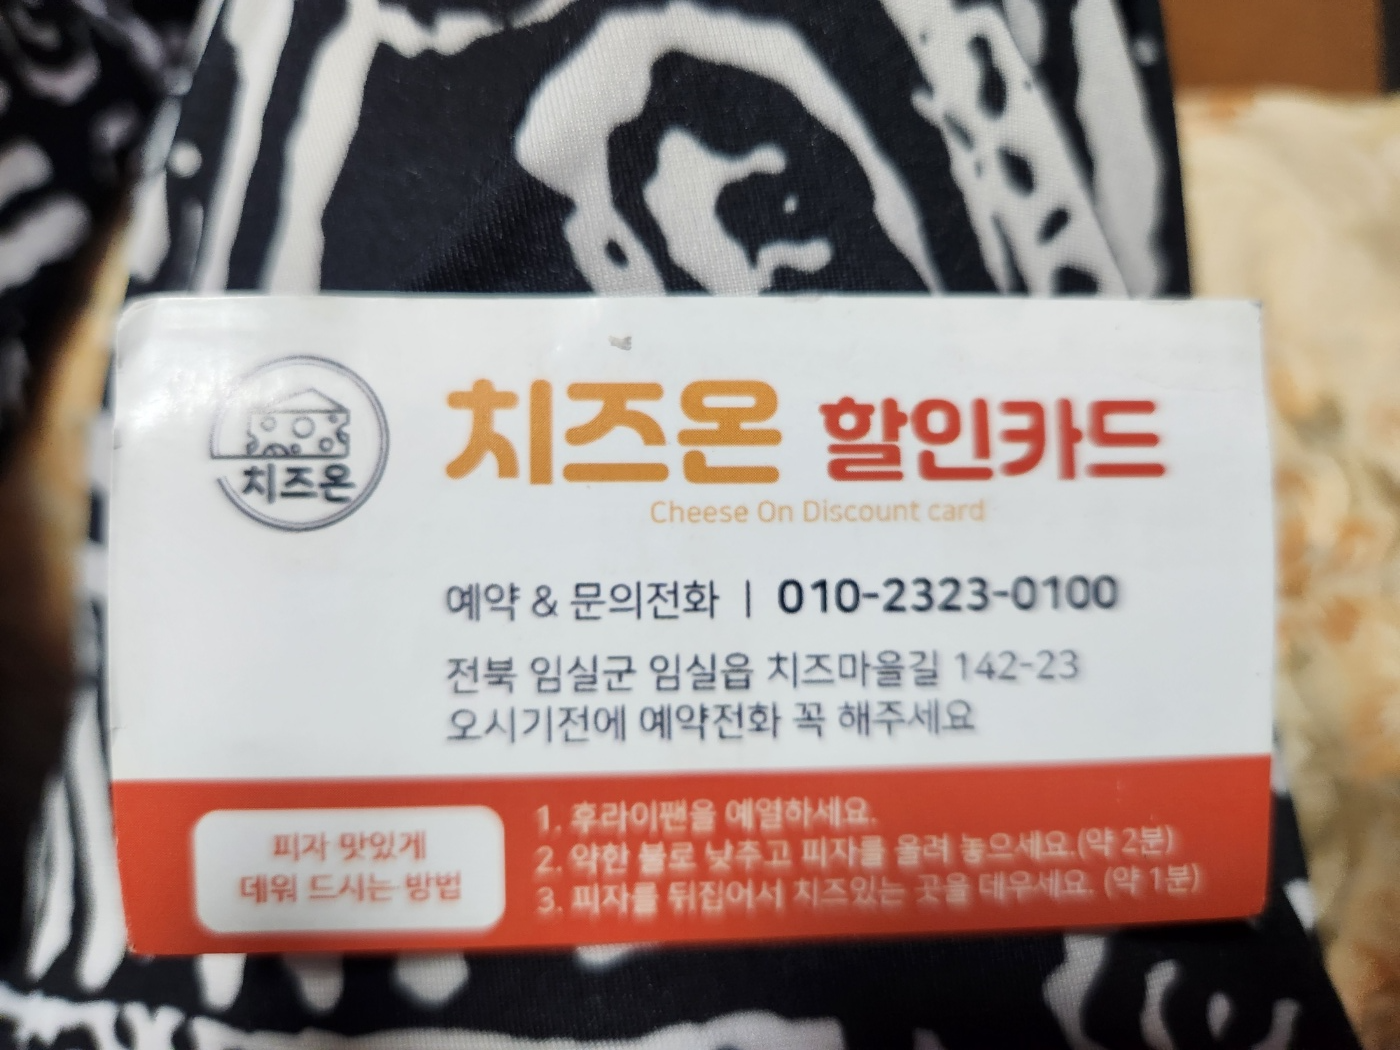 치즈온
치즈온 할인카드
Cheese On Discount card
예약 & 문의전화 | 010-2323-0100
전북 임실군 임실읍 치즈마을길 142-23
오시기전에 예약전화 꼭 해주세요
피자 맛있게
데워 드시는 방법
1. 후라이팬을 예열하세요.
2. 약한 불로 낮추고 피자를 올려 놓으세요.(약 2분)
3. 피자를 뒤집어서 치즈있는 곳을 데우세요. (약 1분)